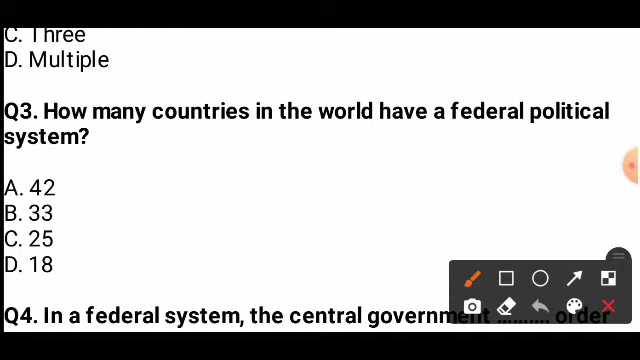 C. Three
D. Multiple
Q3. How many countries in the world have a federal political
system?
A. 42
B. 33
C. 25
D. 18
Q4. In a federal system, the central government .......... order